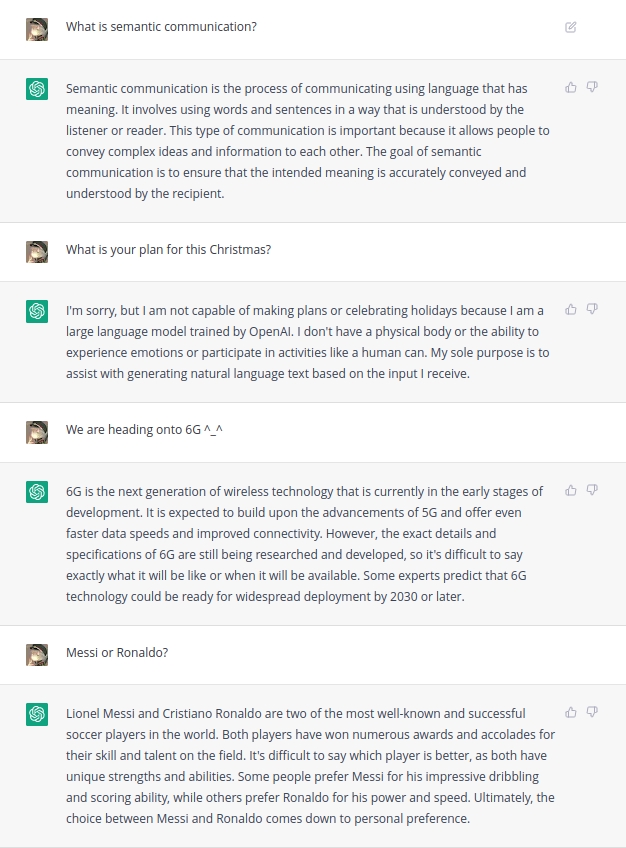 What is semantic communication?
Semantic communication is the process of communicating using language that has
meaning. It involves using words and sentences in a way that is understood by the
listener or reader. This type of communication is important because it allows people to
convey complex ideas and information to each other. The goal of semantic
communication is to ensure that the intended meaning is accurately conveyed and
understood by the recipient.
What is your plan for this Christmas?
I'm sorry, but I am not capable of making plans or celebrating holidays because I am a
large language model trained by OpenAI. I don't have a physical body or the ability to
experience emotions or participate in activities like a human can. My sole purpose is to
assist with generating natural language text based on the input I receive.
We are heading onto 6G ^_^
6G is the next generation of wireless technology that is currently in the early stages of
development. It is expected to build upon the advancements of 5G and offer even
faster data speeds and improved connectivity. However, the exact details and
specifications of 6G are still being researched and developed, so it's difficult to say
exactly what it will be like or when it will be available. Some experts predict that 6G
technology could be ready for widespread deployment by 2030 or later.
Messi or Ronaldo?
Lionel Messi and Cristiano Ronaldo are two of the most well-known and successful
soccer players in the world. Both players have won numerous awards and accolades for
their skill and talent on the field. It's difficult to say which player is better, as both have
unique strengths and abilities. Some people prefer Messi for his impressive dribbling
and scoring ability, while others prefer Ronaldo for his power and speed. Ultimately, the
choice between Messi and Ronaldo comes down to personal preference.